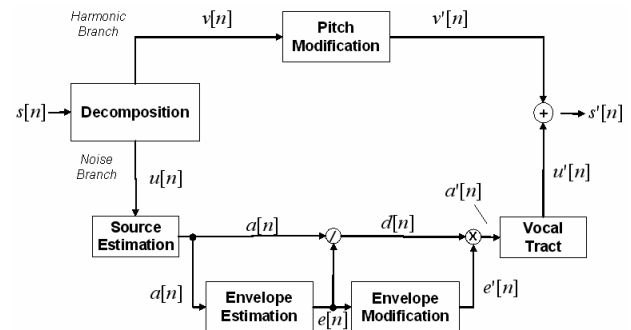 Harmonic
Branch
v[n]
Pitch
Modification
v'[n]
s[n]
Decomposition
+
s'[n]
Noise
Branch
u[n]
u'[n]
a'[n]
Source
Estimation
a[n]
/
d[n]
x
Vocal
Tract
a[n]
Envelope
Estimation
e[n]
Envelope
Modification
e'[n]